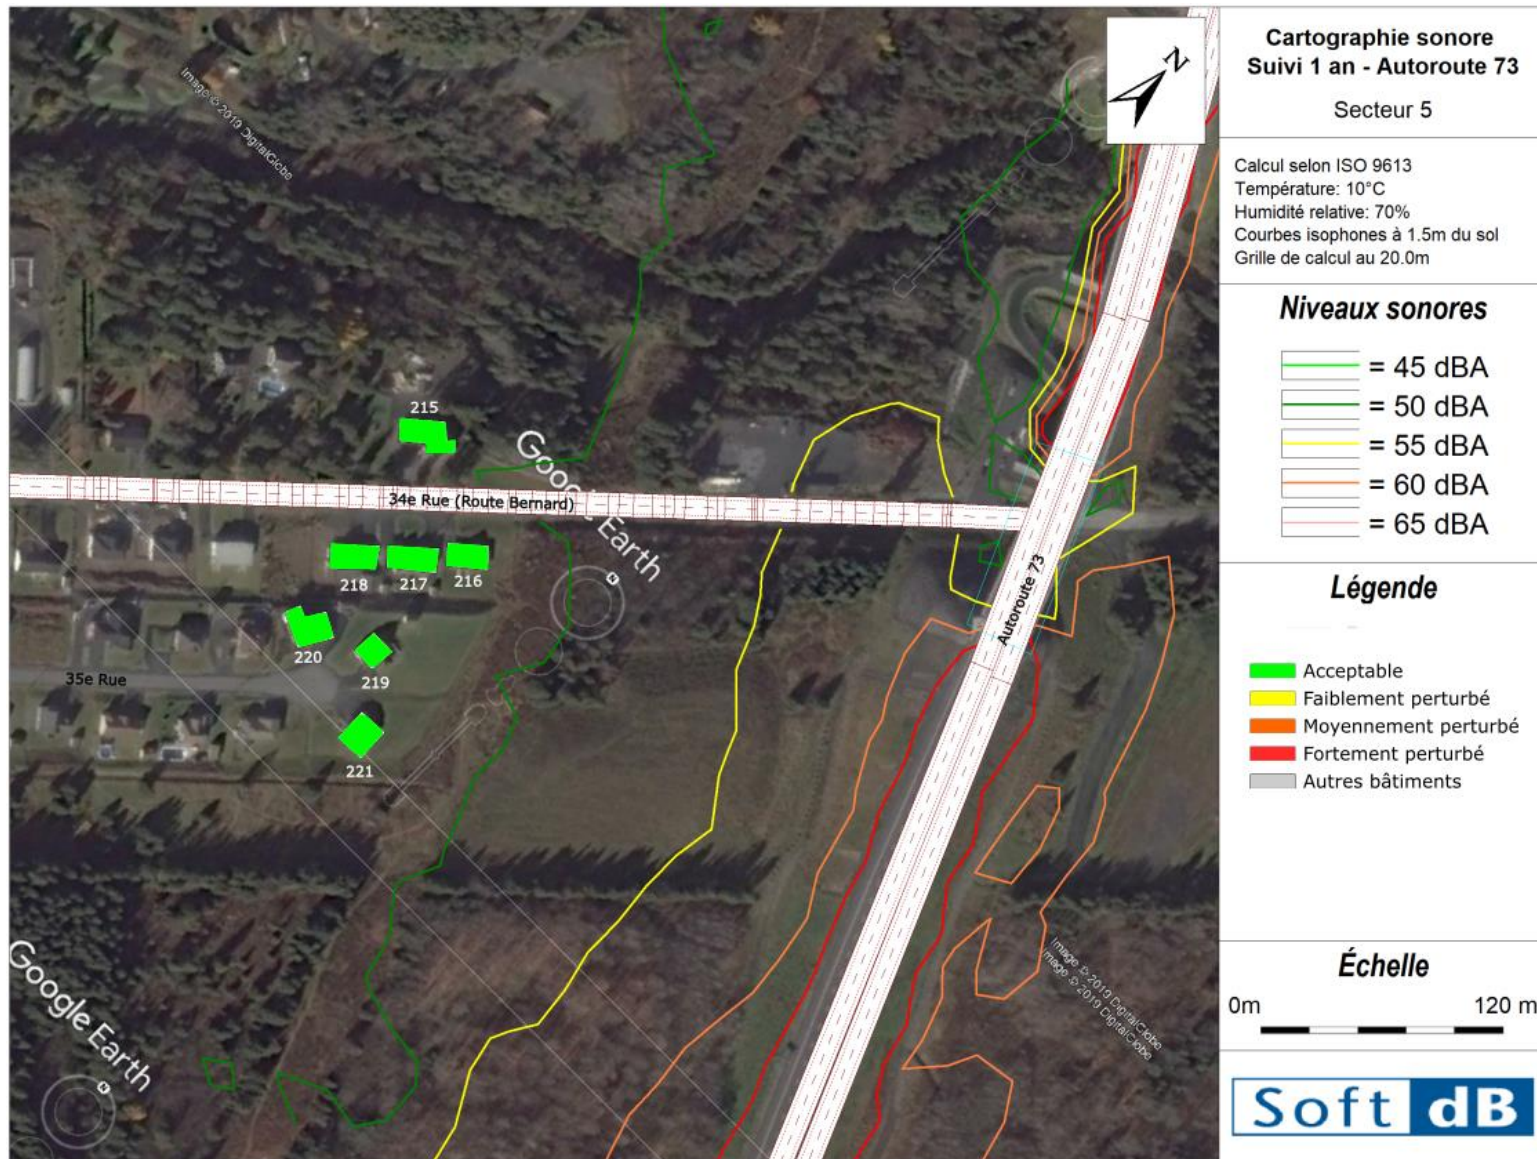 Cartographie sonore
Suivi 1 an - Autoroute 73
Secteur 5
Calcul selon ISO 9613
Température: 10°C
Humidité relative: 70%
Courbes isophones à 1.5m du sol
Grille de calcul au 20.0m
Niveaux sonores
= 45 dBA
= 50 dBA
= 55 dBA
= 60 dBA
= 65 dBA
Légende
Acceptable
Faiblement perturbé
Moyennement perturbé
Fortement perturbé
Autres bâtiments
Échelle
0m 120 m
Soft dB
N
Image © 2019 DigitalGlobe
215
34e Rue (Route Bernard)
Google Earth
218 217 216
220
219
35e Rue
221
Autoroute 73
Google Earth
Image © 2019 DigitalGlobe
Image © 2019 DigitalGlobe